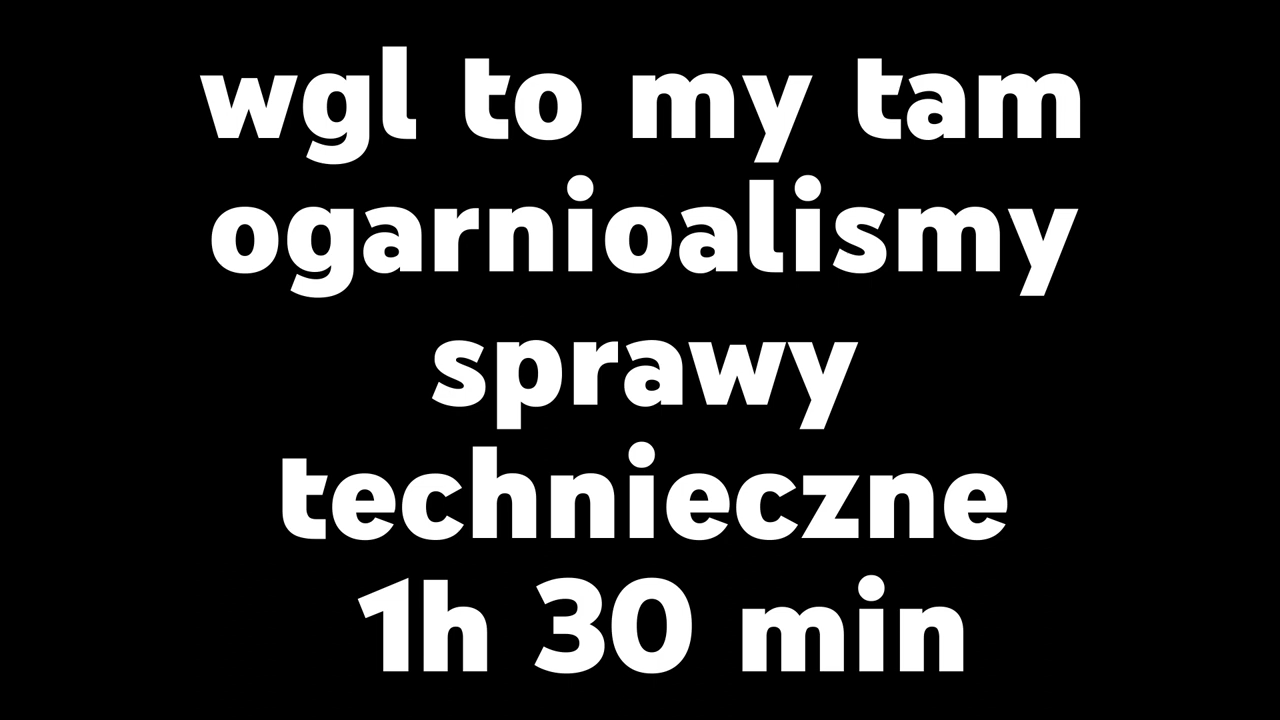 wgl to my tam
ogarnioalismy
sprawy
technieczne
1h 30 min